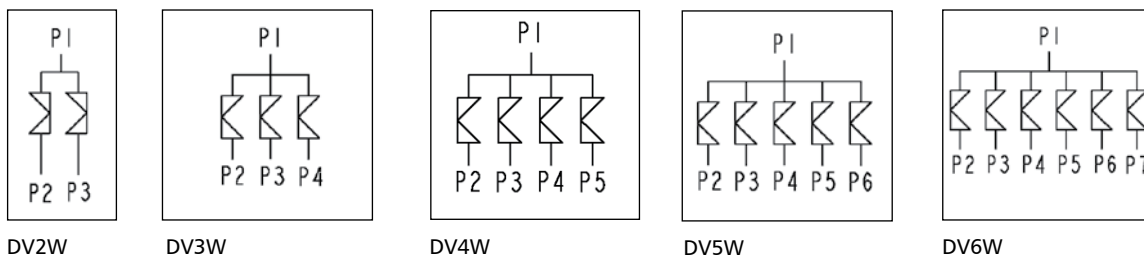 P1
P2 P3
DV2W
P1
P2 P3 P4
DV3W
P1
P2 P3 P4 P5
DV4W
P1
P2 P3 P4 P5 P6
DV5W
P1
P2 P3 P4 P5 P6 P7
DV6W